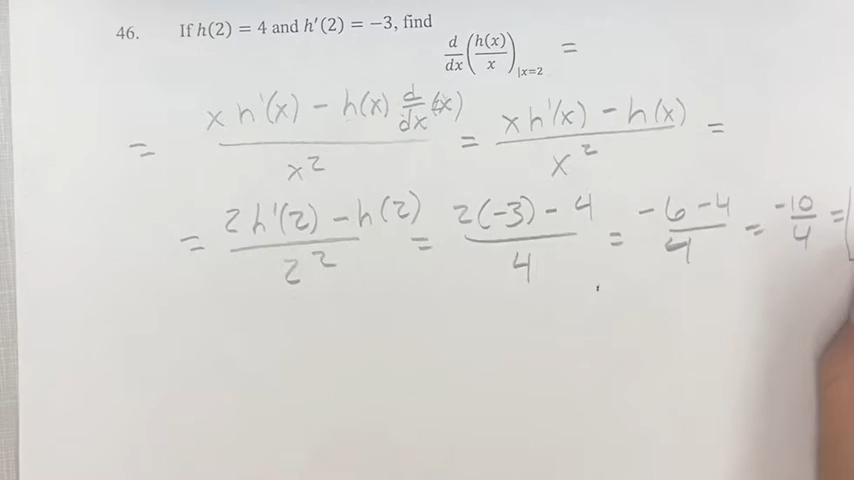 46. If h(2) = 4 and h′(2) = −3, find
d/dx (h(x)/x)|x=2 =
= (x h'(x) − h(x) d/dx (x))/x² = (x h'(x) − h(x))/x² =
= (2h'(2) − h(2))/2² = (2(−3) − 4)/4 = (−6−4)/4 = −10/4 =